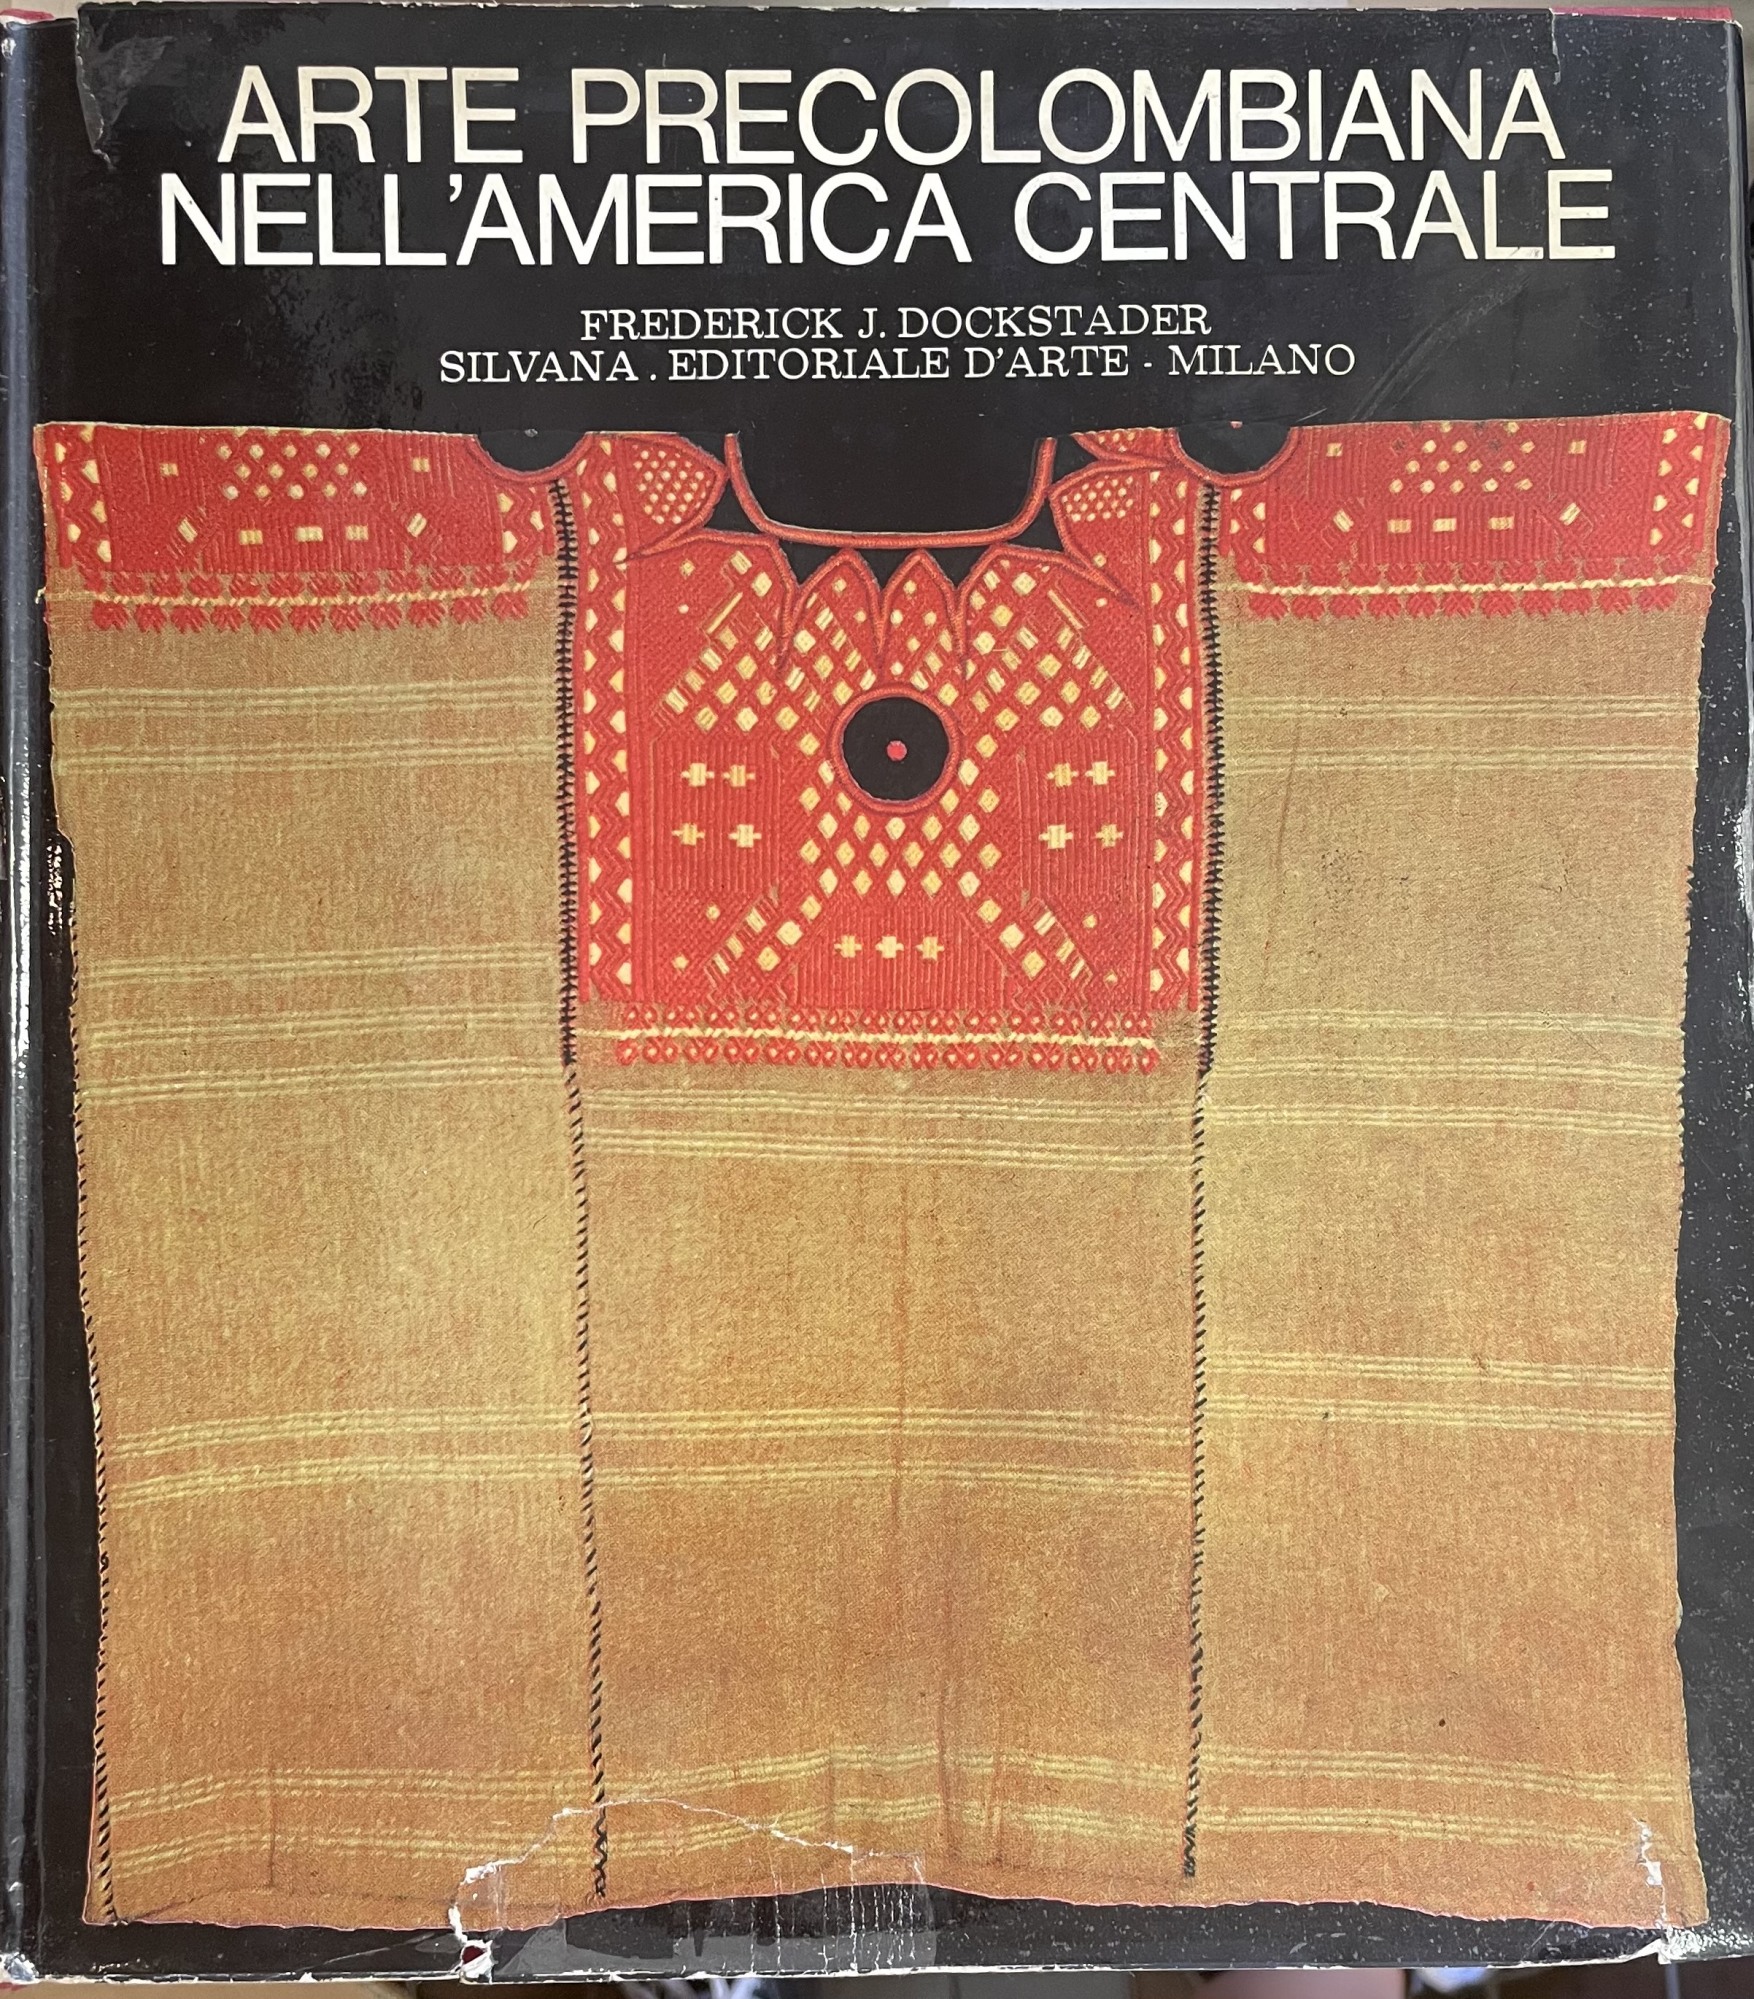 ARTE PRECOLOMBIANA
NELL'AMERICA CENTRALE
FREDERICK J. DOCKSTADER
SILVANA . EDITORIALE D'ARTE - MILANO